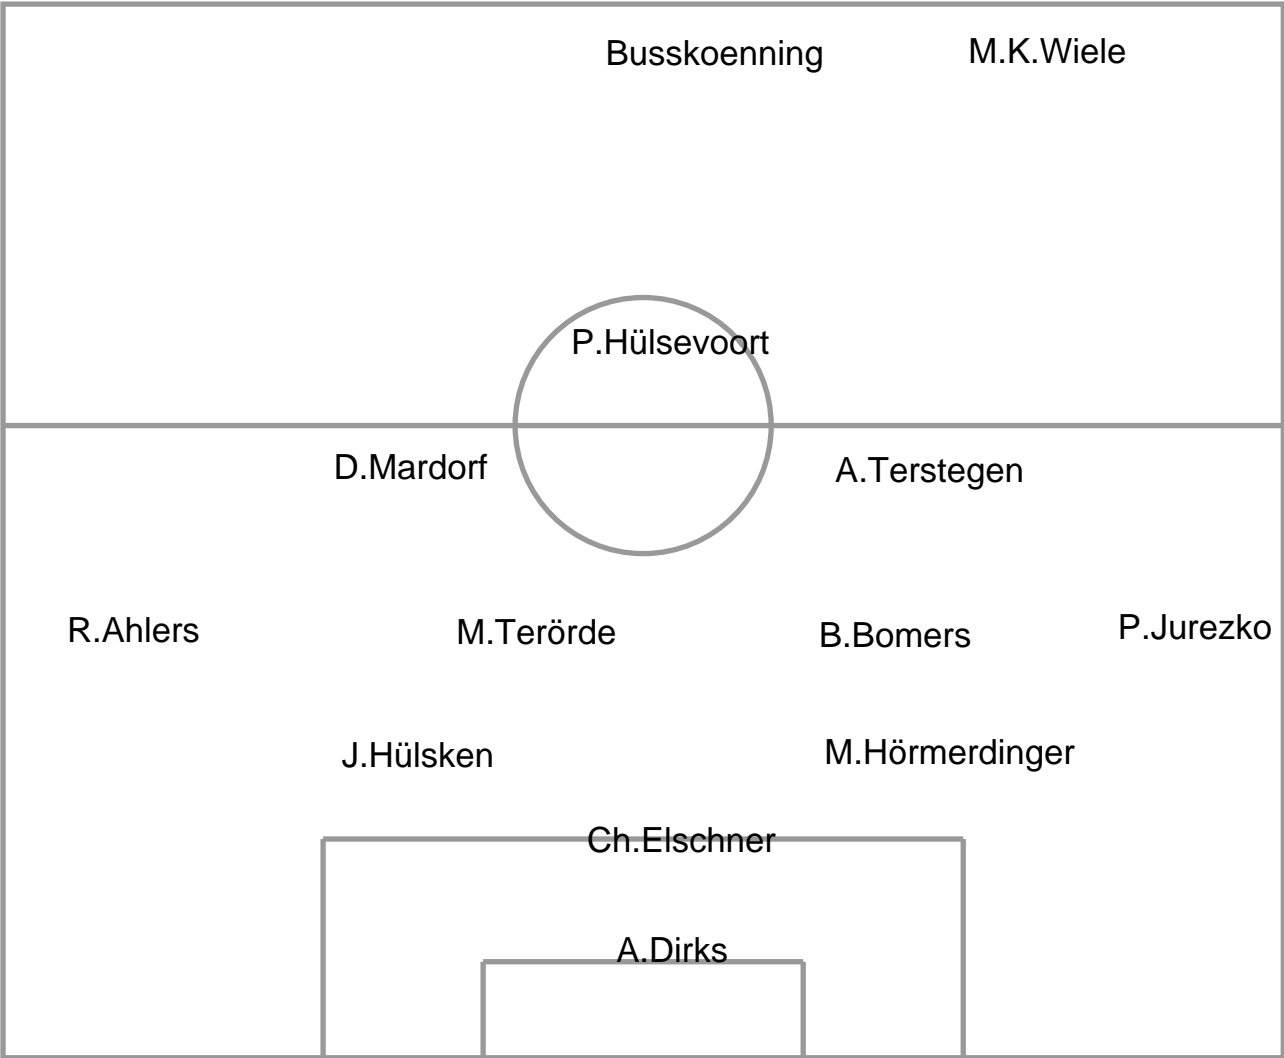 Busskoenning
M.K.Wiele
P.Hülsevoort
D.Mardorf
A.Terstegen
R.Ahlers
M.Terörde
B.Bomers
P.Jurezko
J.Hülsken
M.Hörmerdinger
Ch.Elschner
A.Dirks